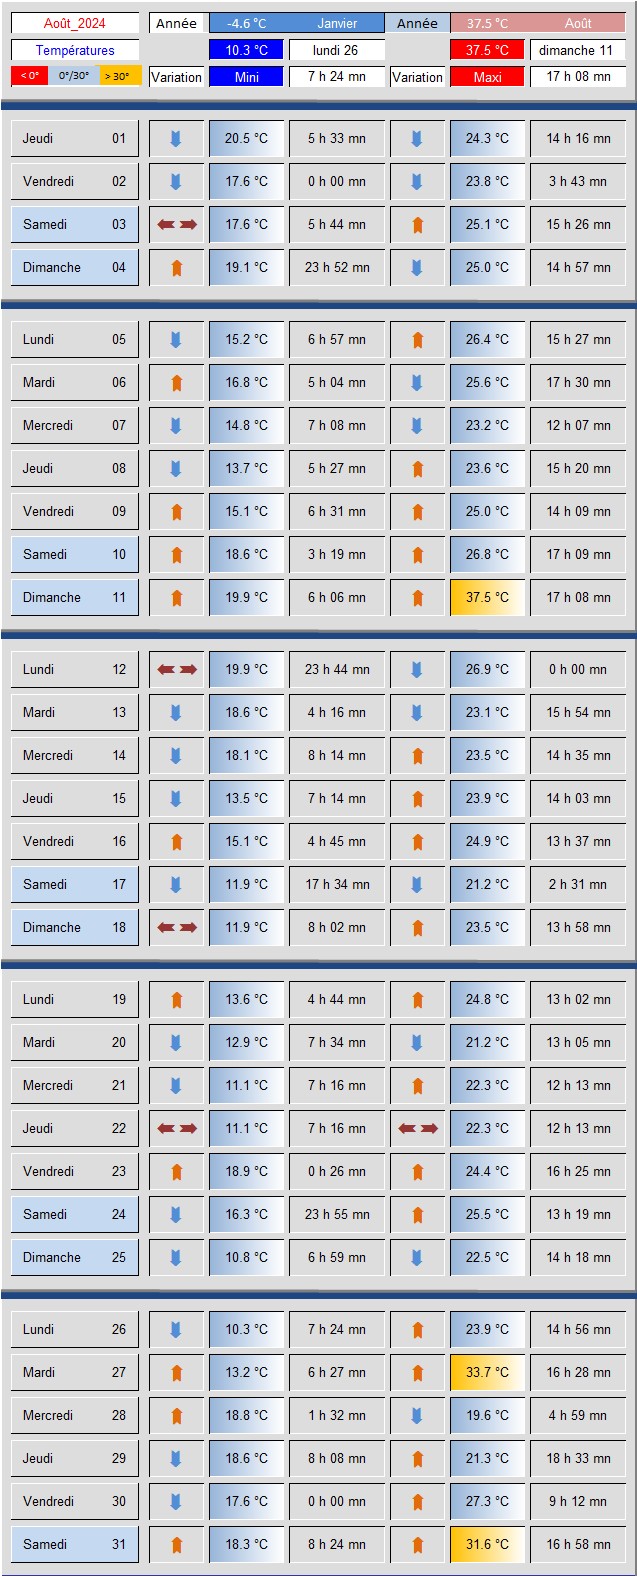 Août_2024 Année -4.6 °C Janvier Année 37.5 °C Août
Températures 10.3 °C lundi 26 37.5 °C dimanche 11
< 0° 0°/30° > 30° Variation Mini 7 h 24 mn Variation Maxi 17 h 08 mn
Jeudi 01 20.5 °C 5 h 33 mn 24.3 °C 14 h 16 mn
Vendredi 02 17.6 °C 0 h 00 mn 23.8 °C 3 h 43 mn
Samedi 03 17.6 °C 5 h 44 mn 25.1 °C 15 h 26 mn
Dimanche 04 19.1 °C 23 h 52 mn 25.0 °C 14 h 57 mn
Lundi 05 15.2 °C 6 h 57 mn 26.4 °C 15 h 27 mn
Mardi 06 16.8 °C 5 h 04 mn 25.6 °C 17 h 30 mn
Mercredi 07 14.8 °C 7 h 08 mn 23.2 °C 12 h 07 mn
Jeudi 08 13.7 °C 5 h 27 mn 23.6 °C 15 h 20 mn
Vendredi 09 15.1 °C 6 h 31 mn 25.0 °C 14 h 09 mn
Samedi 10 18.6 °C 3 h 19 mn 26.8 °C 17 h 09 mn
Dimanche 11 19.9 °C 6 h 06 mn 37.5 °C 17 h 08 mn
Lundi 12 19.9 °C 23 h 44 mn 26.9 °C 0 h 00 mn
Mardi 13 18.6 °C 4 h 16 mn 23.1 °C 15 h 54 mn
Mercredi 14 18.1 °C 8 h 14 mn 23.5 °C 14 h 35 mn
Jeudi 15 13.5 °C 7 h 14 mn 23.9 °C 14 h 03 mn
Vendredi 16 15.1 °C 4 h 45 mn 24.9 °C 13 h 37 mn
Samedi 17 11.9 °C 17 h 34 mn 21.2 °C 2 h 31 mn
Dimanche 18 11.9 °C 8 h 02 mn 23.5 °C 13 h 58 mn
Lundi 19 13.6 °C 4 h 44 mn 24.8 °C 13 h 02 mn
Mardi 20 12.9 °C 7 h 34 mn 21.2 °C 13 h 05 mn
Mercredi 21 11.1 °C 7 h 16 mn 22.3 °C 12 h 13 mn
Jeudi 22 11.1 °C 7 h 16 mn 22.3 °C 12 h 13 mn
Vendredi 23 18.9 °C 0 h 26 mn 24.4 °C 16 h 25 mn
Samedi 24 16.3 °C 23 h 55 mn 25.5 °C 13 h 19 mn
Dimanche 25 10.8 °C 6 h 59 mn 22.5 °C 14 h 18 mn
Lundi 26 10.3 °C 7 h 24 mn 23.9 °C 14 h 56 mn
Mardi 27 13.2 °C 6 h 27 mn 33.7 °C 16 h 28 mn
Mercredi 28 18.8 °C 1 h 32 mn 19.6 °C 4 h 59 mn
Jeudi 29 18.6 °C 8 h 08 mn 21.3 °C 18 h 33 mn
Vendredi 30 17.6 °C 0 h 00 mn 27.3 °C 9 h 12 mn
Samedi 31 18.3 °C 8 h 24 mn 31.6 °C 16 h 58 mn